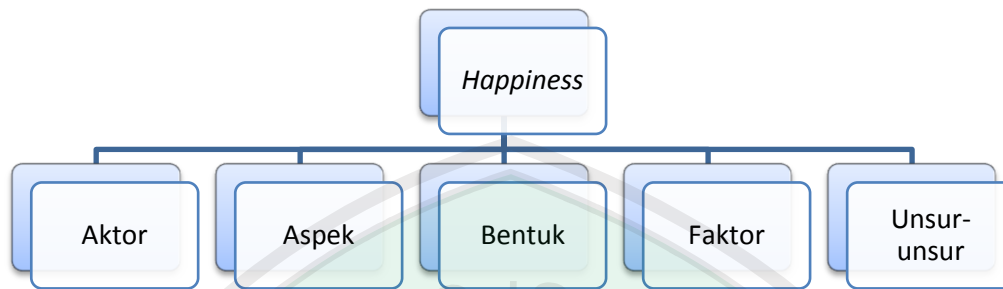 Happiness
Aktor
Aspek
Bentuk
Faktor
Unsur-
unsur